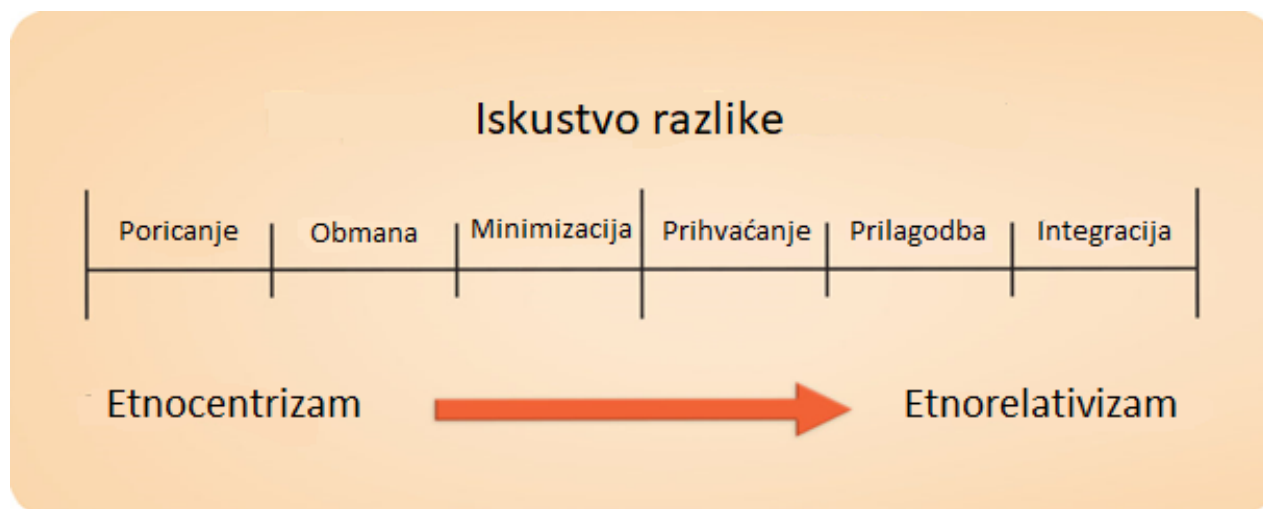 Iskustvo razlike
Poricanje Obmana Minimizacija Prihvaćanje Prilagodba Integracija
Etnocentrizam Etnorelativizam